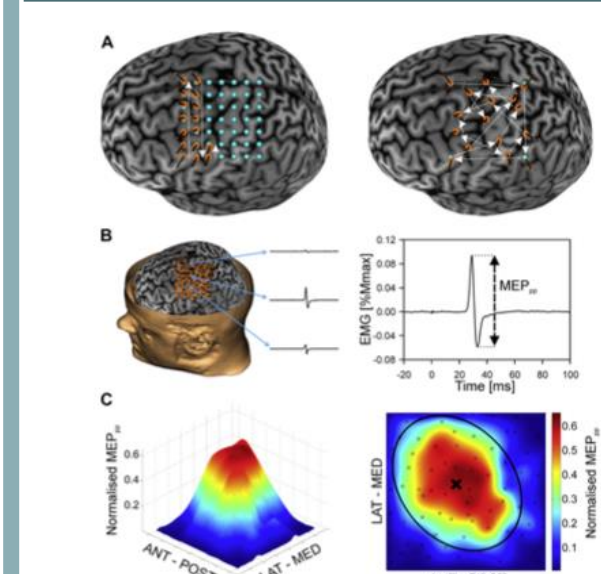 A
B
EMG [%Mmax]
0.12
0.08
0.04
0.00
-0.04
-0.08
MEPpp
-20
0
20
40
60
80
100
Time [ms]
C
Normalised MEPpp
0.6
0.4
0.2
ANT - POST
LAT - MED
LAT - MED
0.6
0.5
0.4
0.3
0.2
0.1
Normalised MEPpp